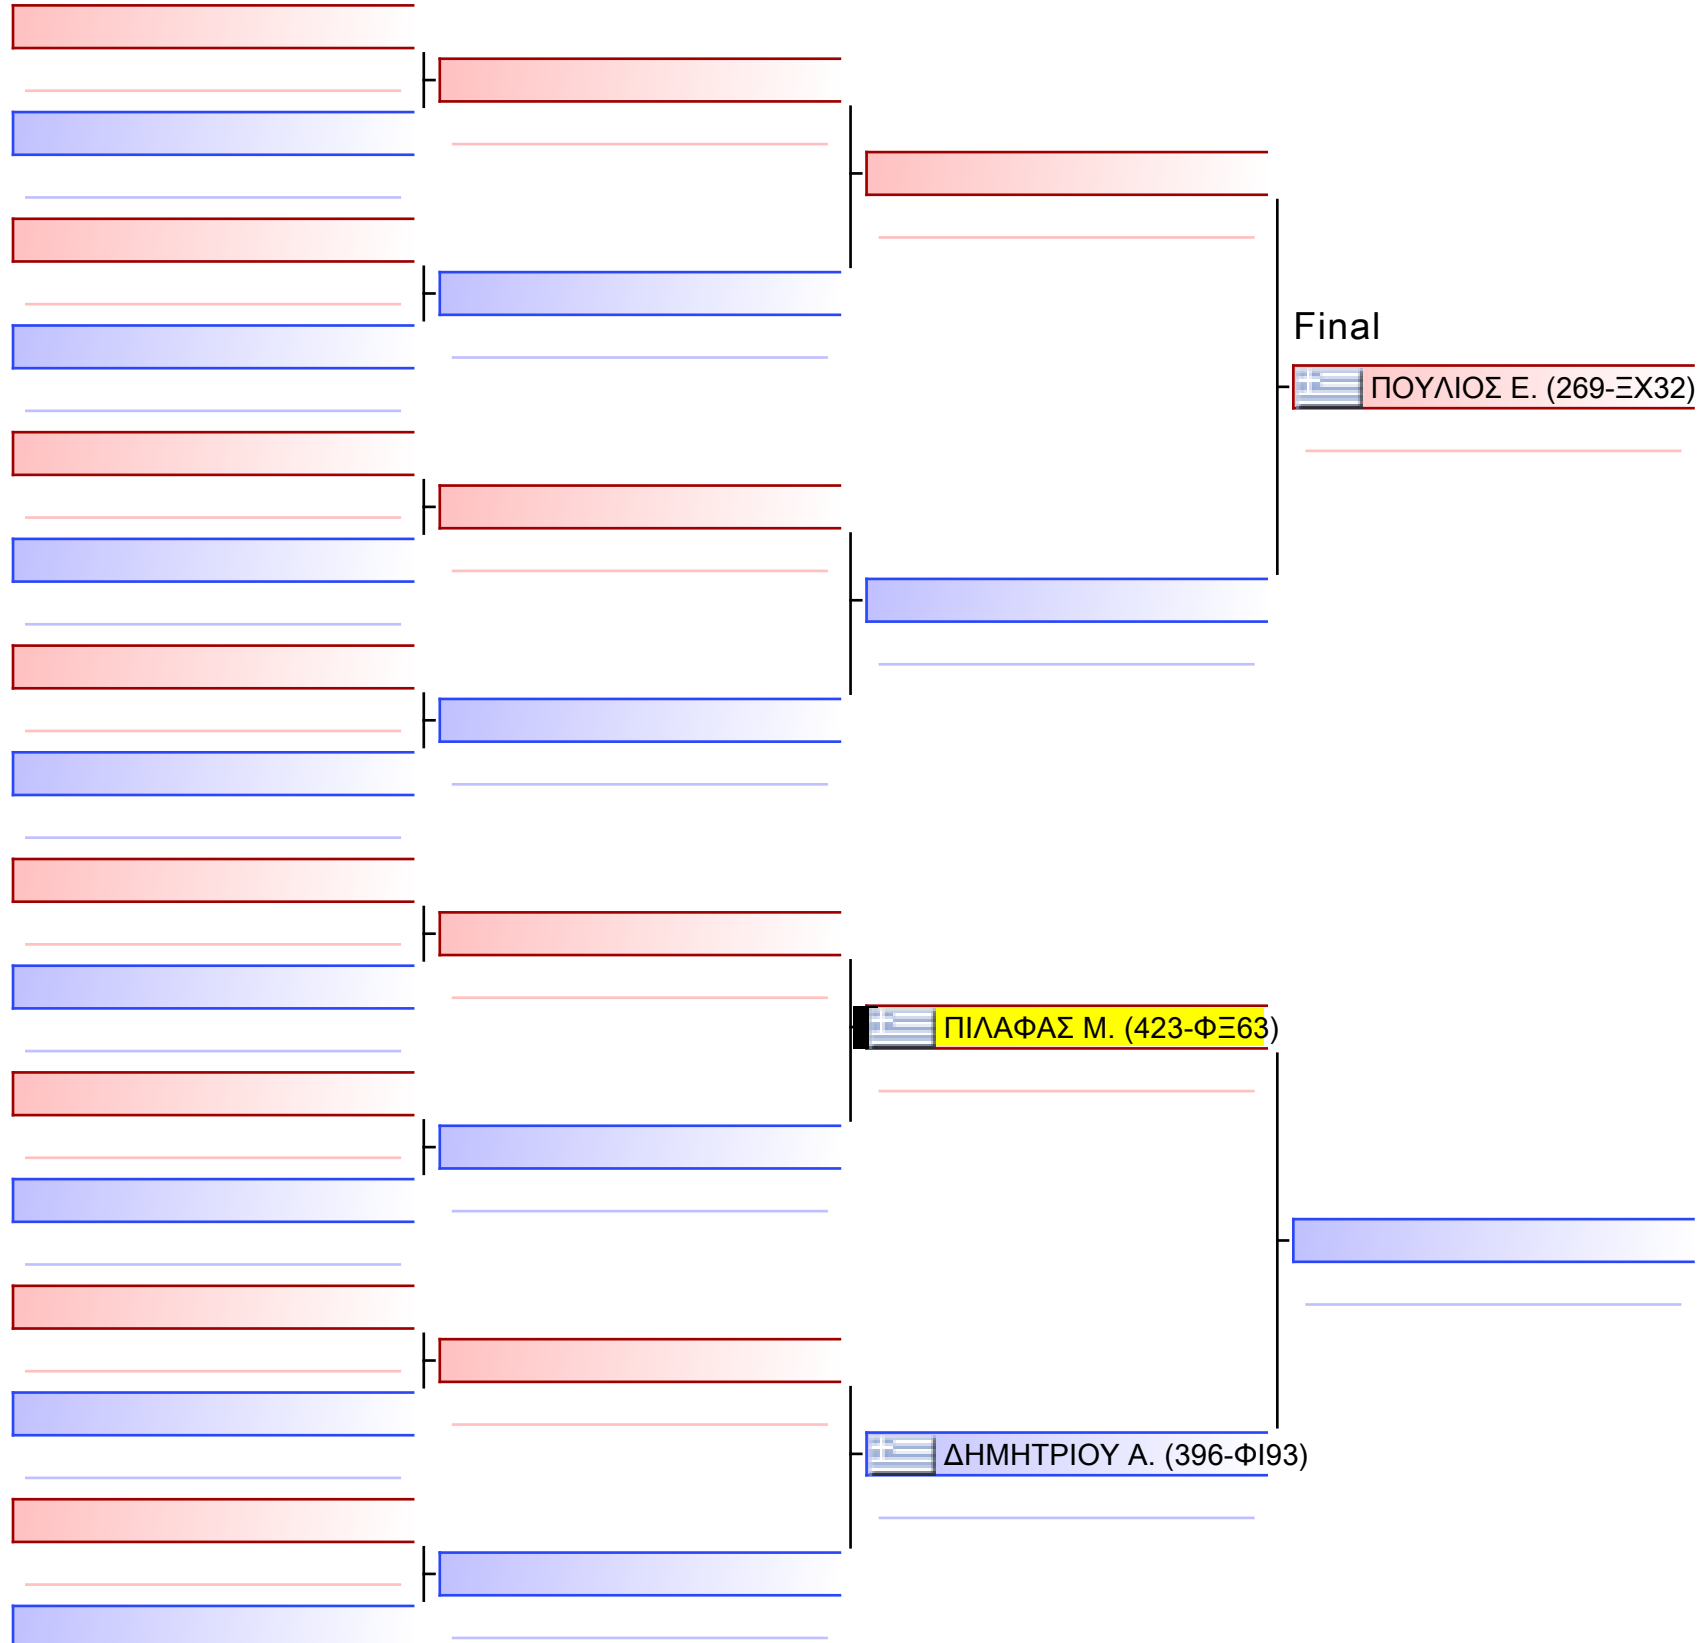 Final
ΠΟΥΛΙΟΣ Ε. (269-ΞΧ32)
ΠΙΛΑΦΑΣ Μ. (423-ΦΞ63)
ΔΗΜΗΤΡΙΟΥ Α. (396-ΦΙ93)